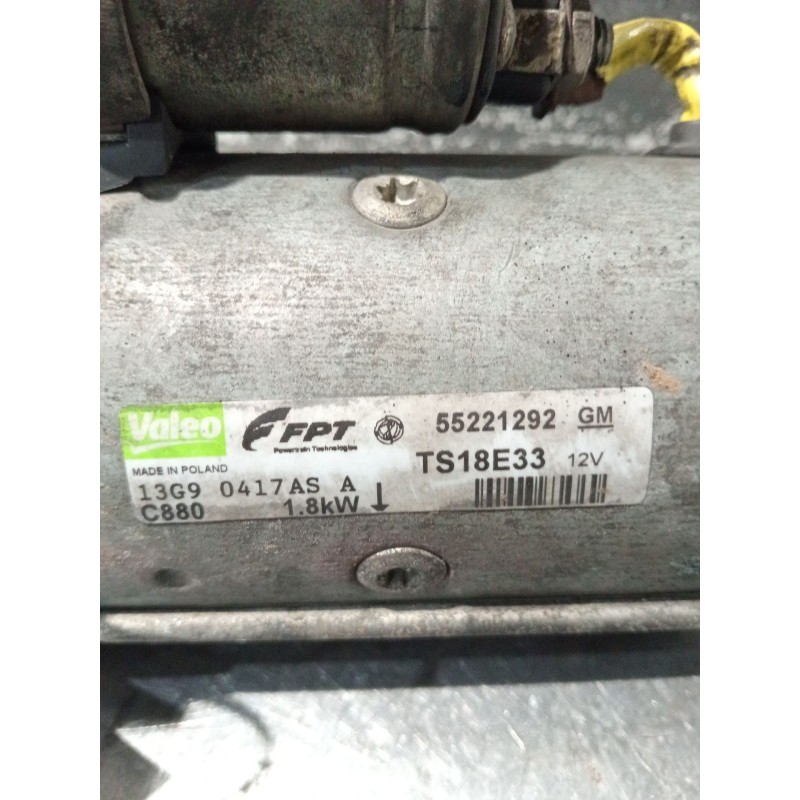 Valeo FPT 55221292 GM
Powertrain Technologies
MADE IN POLAND TS18E33 12V
13G9 0417AS A
C880 1.8kW